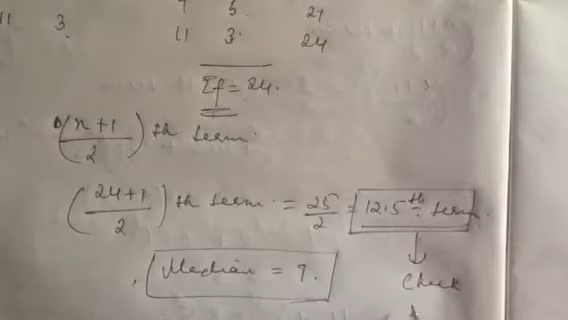 5 21
11 3. 11 3. 24
Σf = 24.
(n+1/2)th term.
(24+1/2)th term. = 25/2 = 12.5th term.
Median = 7.
Check